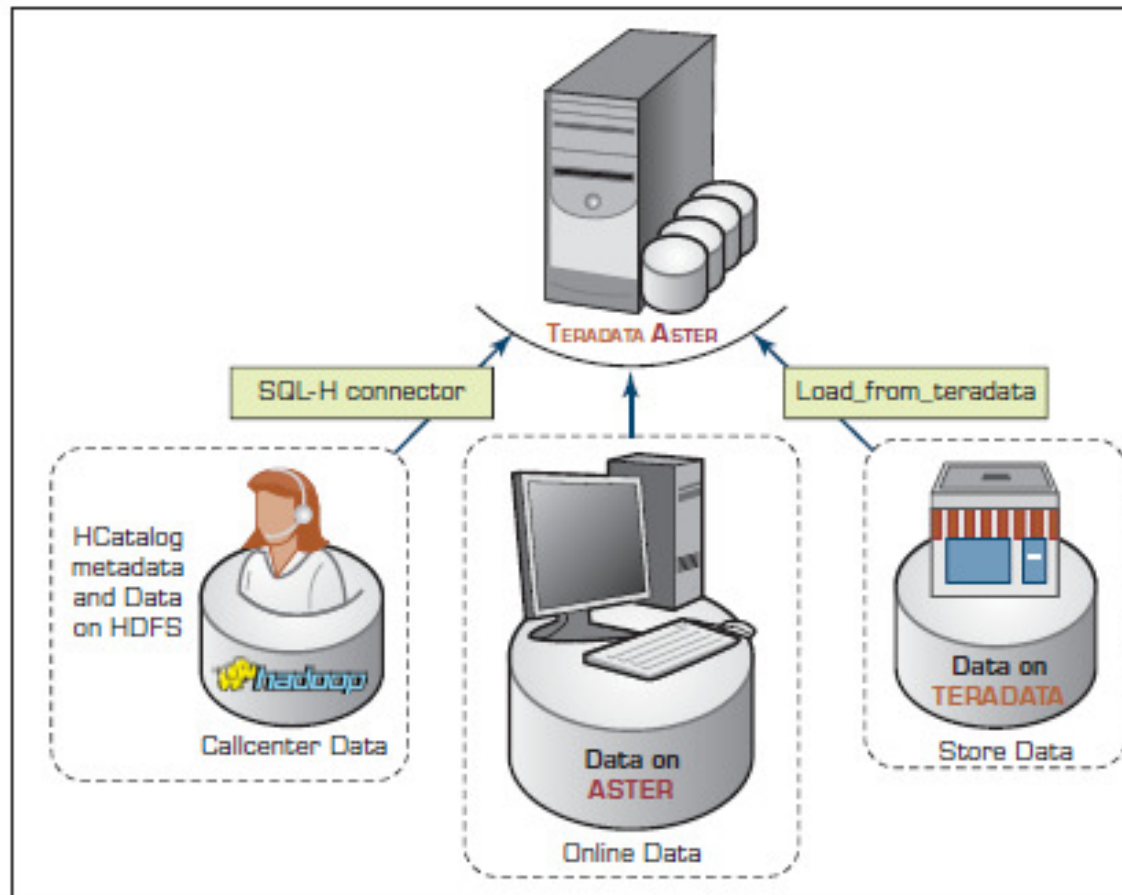 TERADATA ASTER
SQL-H connector
Load_from_teradata
HCatalog
metadata
and Data
on HDFS
hadoop
Callcenter Data
Data on
ASTER
Online Data
Data on
TERADATA
Store Data